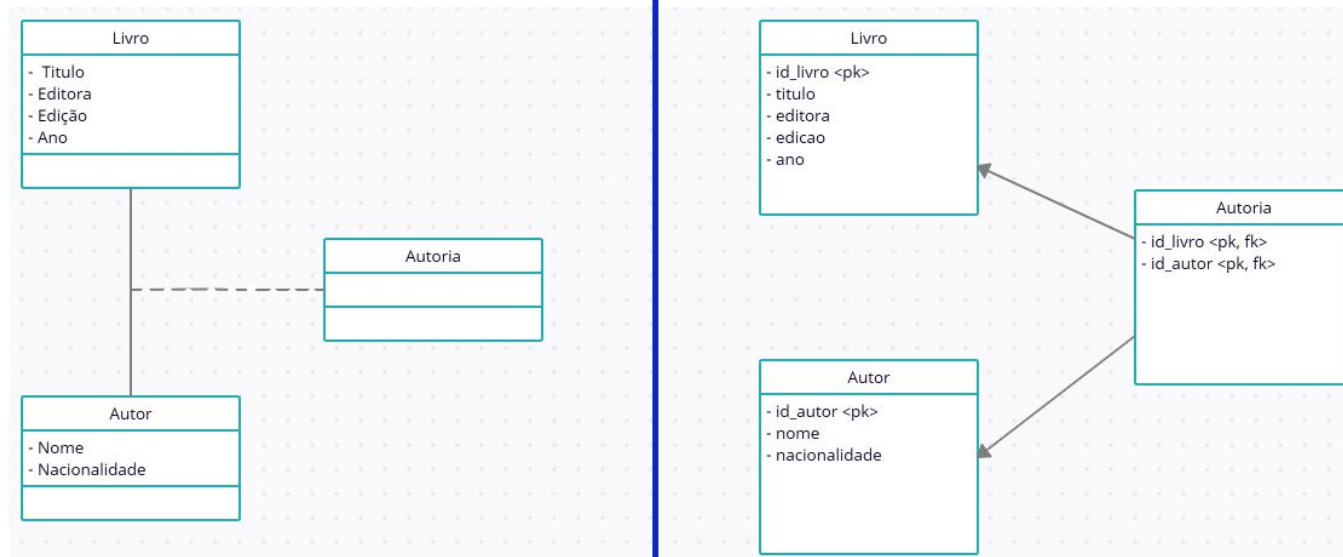 Livro
- Titulo
- Editora
- Edição
- Ano
Autoria
Autor
- Nome
- Nacionalidade
Livro
- id_livro <pk>
- titulo
- editora
- edicao
- ano
Autoria
- id_livro <pk, fk>
- id_autor <pk, fk>
Autor
- id_autor <pk>
- nome
- nacionalidade